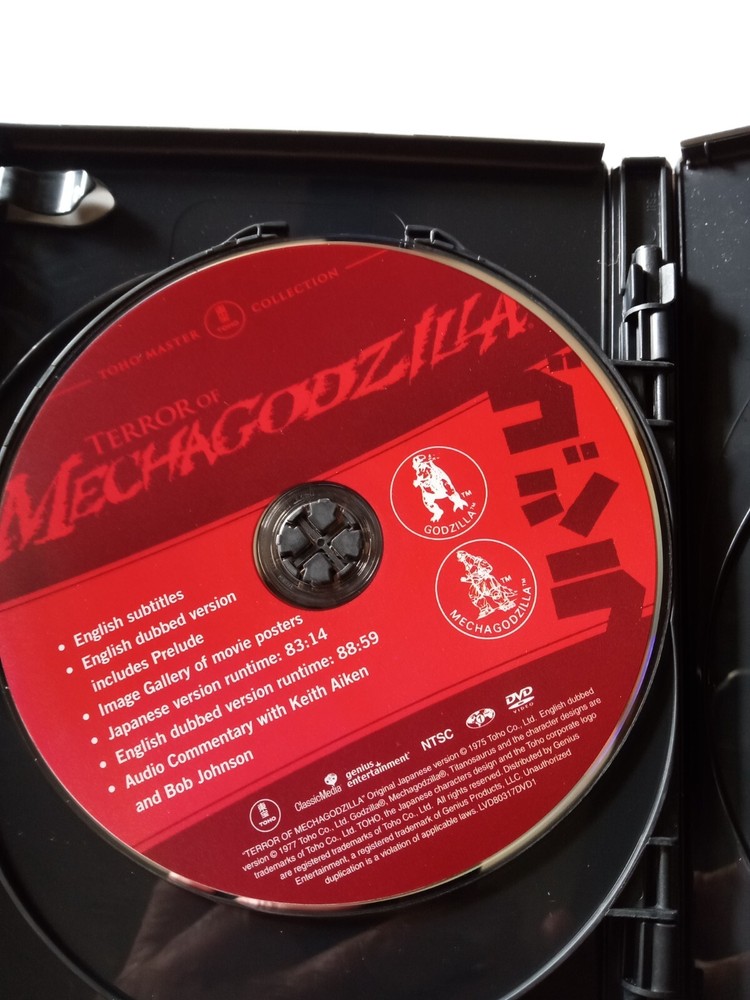 TOHO MASTER TOHO COLLECTION
TERROR OF
MECHAGODZILLA
ゴジラ
GODZILLA™
MECHAGODZILLA™
• English subtitles
• English dubbed version
includes Prelude
• Image Gallery of movie posters
• Japanese version runtime: 83:14
• English dubbed version runtime: 88:59
• Audio Commentary with Keith Aiken
and Bob Johnson
東宝 TOHO
ClassicMedia
genius entertainment
NTSC
DVD VIDEO
"TERROR OF MECHAGODZILLA" Original Japanese version © 1975 Toho Co., Ltd. English dubbed
version © 1977 Toho Co., Ltd. Godzilla®, Mechagodzilla®, Titanosaurus and the character designs are
trademarks of Toho Co., Ltd. TOHO, the Japanese characters design and the Toho corporate logo
are registered trademarks of Toho Co., Ltd. All rights reserved. Distributed by Genius
Entertainment, a registered trademark of Genius Products, LLC. Unauthorized
duplication is a violation of applicable laws. LVD80317DVD1